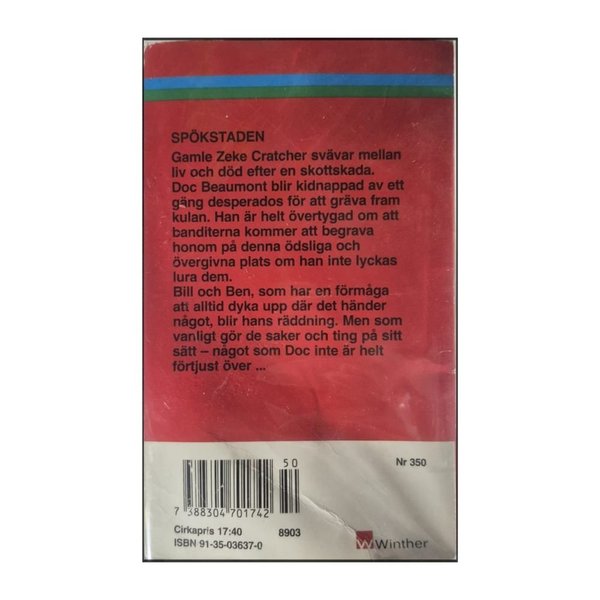 SPÖKSTADEN
Gamle Zeke Cratcher svävar mellan
liv och död efter en skottskada.
Doc Beaumont blir kidnappad av ett
gäng desperados för att gräva fram
kulan. Han är helt övertygad om att
banditerna kommer att begrava
honom på denna ödsliga och
övergivna plats om han inte lyckas
lura dem.
Bill och Ben, som har en förmåga
att alltid dyka upp där det händer
något, blir hans räddning. Men som
vanligt gör de saker och ting på sitt
sätt – något som Doc inte är helt
förtjust över ...
50
Nr 350
7 388304 701742
Cirkapris 17:40 8903
ISBN 91-35-03637-0
W Winther